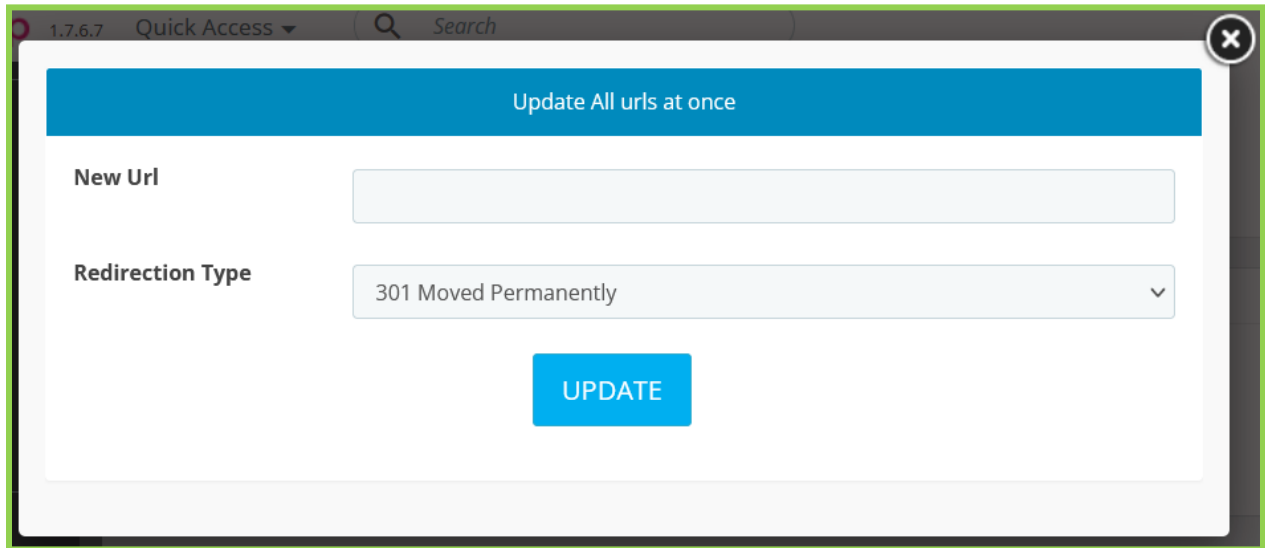 1.7.6.7 Quick Access Search
Update All urls at once
New Url
Redirection Type
301 Moved Permanently
UPDATE